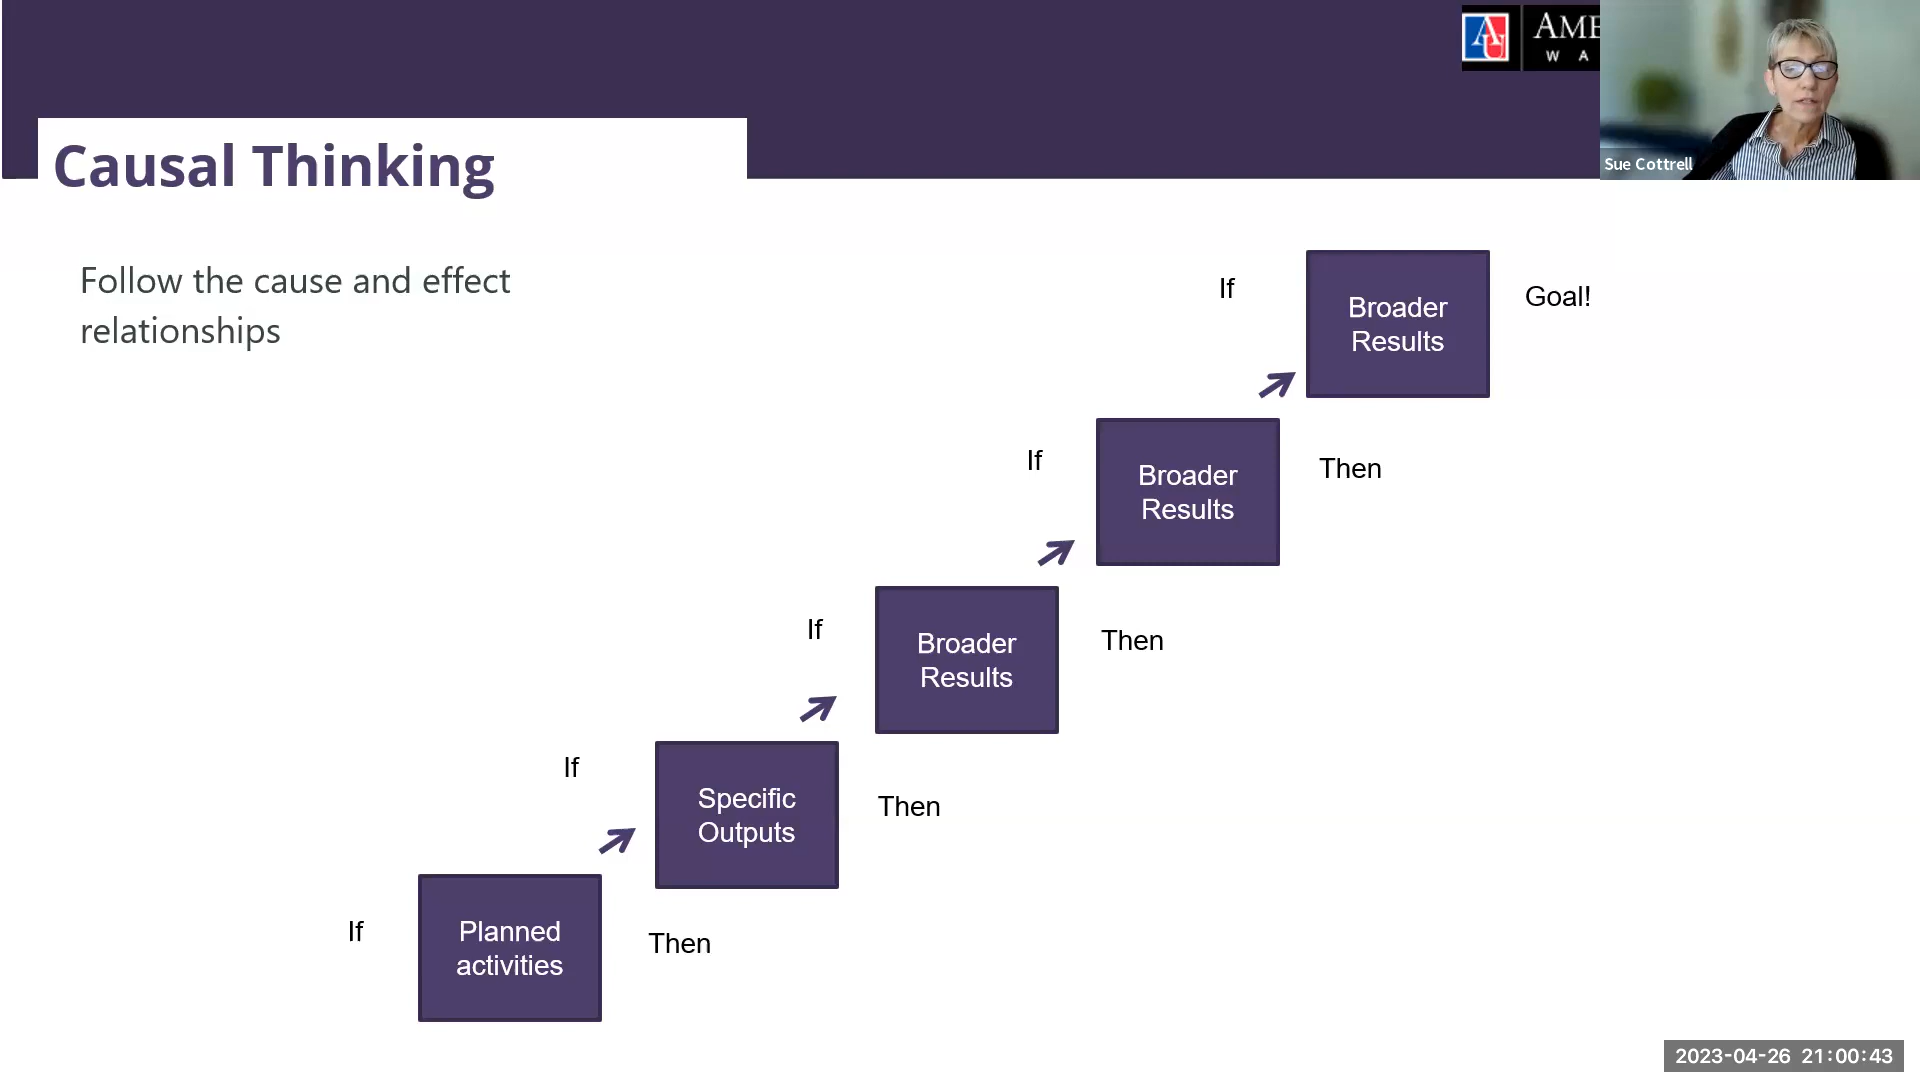 AU
AME
W A
Sue Cottrell
Causal Thinking
Follow the cause and effect
relationships
If
Broader
Results
Goal!
If
Broader
Results
Then
If
Broader
Results
Then
If
Specific
Outputs
Then
If
Planned
activities
Then
2023-04-26 21:00:43